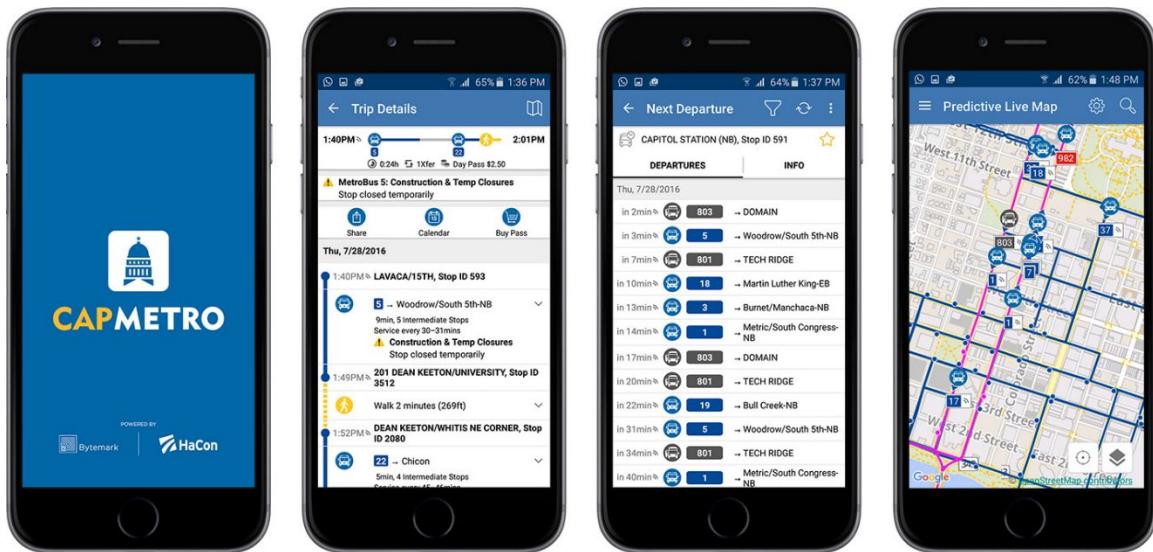 CAPMETRO
POWERED BY
Bytemark
HaCon
65% 1:36 PM
Trip Details
1:40PM 2:01PM
5 22
0:24h 1Xfer Day Pass $2.50
MetroBus 5: Construction & Temp Closures
Stop closed temporarily
Share Calendar Buy Pass
Thu, 7/28/2016
1:40PM LAVACA/15TH, Stop ID 593
5 → Woodrow/South 5th-NB
9min, 5 Intermediate Stops
Service every 30–31mins
Construction & Temp Closures
Stop closed temporarily
1:49PM 201 DEAN KEETON/UNIVERSITY, Stop ID
3512
Walk 2 minutes (269ft)
1:52PM DEAN KEETON/WHITIS NE CORNER, Stop
ID 2080
22 → Chicon
5min, 4 Intermediate Stops
64% 1:37 PM
Next Departure
CAPITOL STATION (NB), Stop ID 591
DEPARTURES INFO
Thu, 7/28/2016
in 2min 803 → DOMAIN
in 3min 5 → Woodrow/South 5th-NB
in 7min 801 → TECH RIDGE
in 10min 18 → Martin Luther King-EB
in 13min 3 → Burnet/Manchaca-NB
in 14min 1 → Metric/South Congress-
NB
in 17min 803 → DOMAIN
in 20min 801 → TECH RIDGE
in 22min 19 → Bull Creek-NB
in 31min 5 → Woodrow/South 5th-NB
in 34min 801 → TECH RIDGE
in 40min 1 → Metric/South Congress-
NB
62% 1:48 PM
Predictive Live Map
West 11th Street
982
18
37
803
7
1
1
Colorado
17
West 2nd Street
Google
© OpenStreetMap contributors